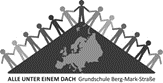 ALLE UNTER EINEM DACH Grundschule Berg-Mark-Straße